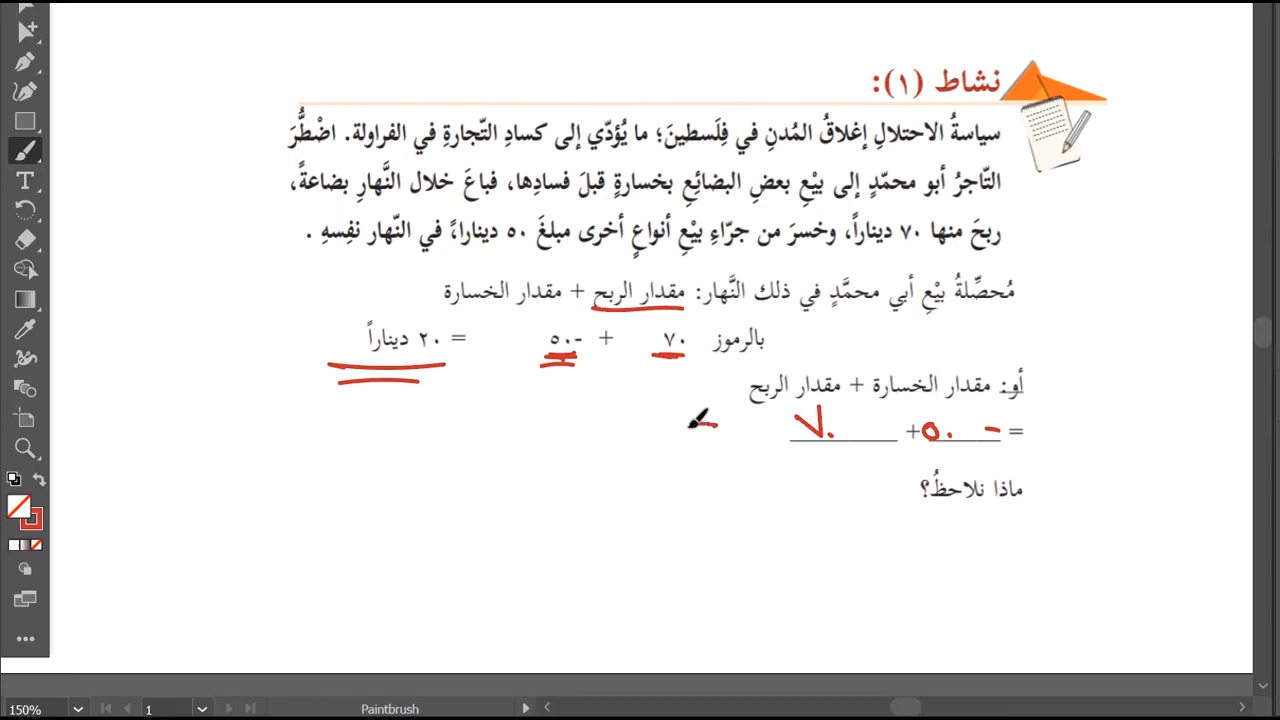 نشاط (١):
سياسةُ الاحتلالِ إغلاقُ المُدنِ في فِلَسطينَ؛ ما يُؤدّي إلى كسادِ التّجارةِ في الفراولة. اضْطُّرَ
التّاجرُ أبو محمّدٍ إلى بيْعِ بعضِ البضائِعِ بخسارةٍ قبلَ فسادِها، فباعَ خلال النَّهارِ بضاعةً،
ربحَ منها ٧٠ ديناراً، وخسرَ من جرّاءِ بيْعِ أنواعٍ أخرى مبلغَ ٥٠ ديناراً، في النّهار نفسِهِ .
مُحصِّلةُ بيْعِ أبي محمَّدٍ في ذلك النَّهار: مقدار الربح + مقدار الخسارة
بالرموز ٧٠ + -٥٠ = ٢٠ ديناراً
أو: مقدار الخسارة + مقدار الربح
= - ٥٠ + ٧٠
ماذا نلاحظُ؟
T
150%
1
Paintbrush